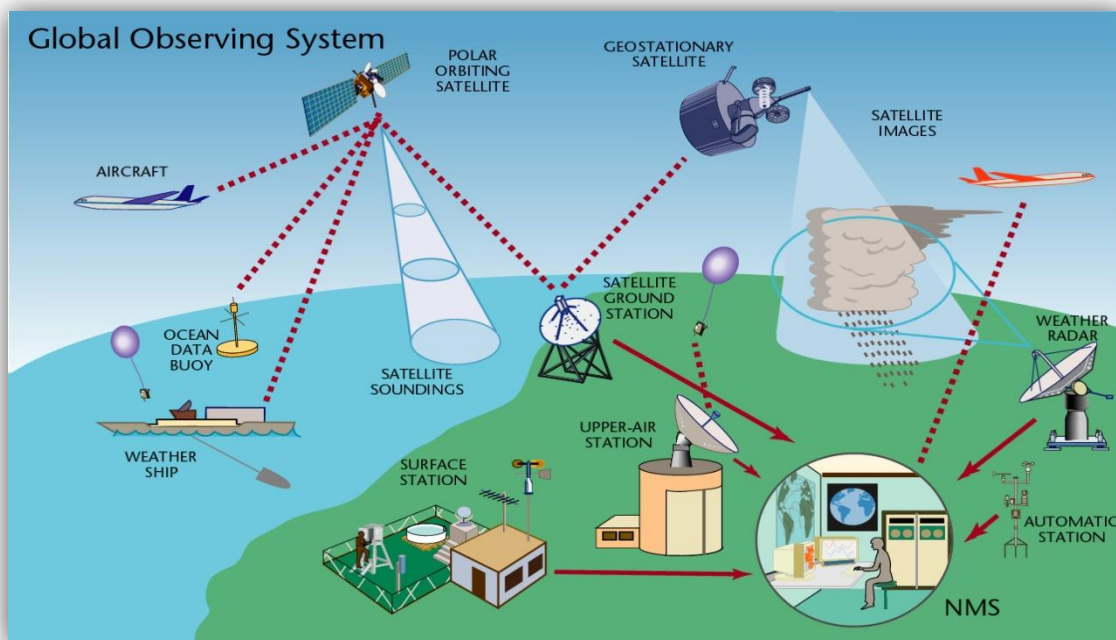 Global Observing System
POLAR
ORBITING
SATELLITE
GEOSTATIONARY
SATELLITE
SATELLITE
IMAGES
AIRCRAFT
OCEAN
DATA
BUOY
SATELLITE
SOUNDINGS
SATELLITE
GROUND
STATION
WEATHER
RADAR
WEATHER
SHIP
UPPER-AIR
STATION
SURFACE
STATION
AUTOMATIC
STATION
NMS